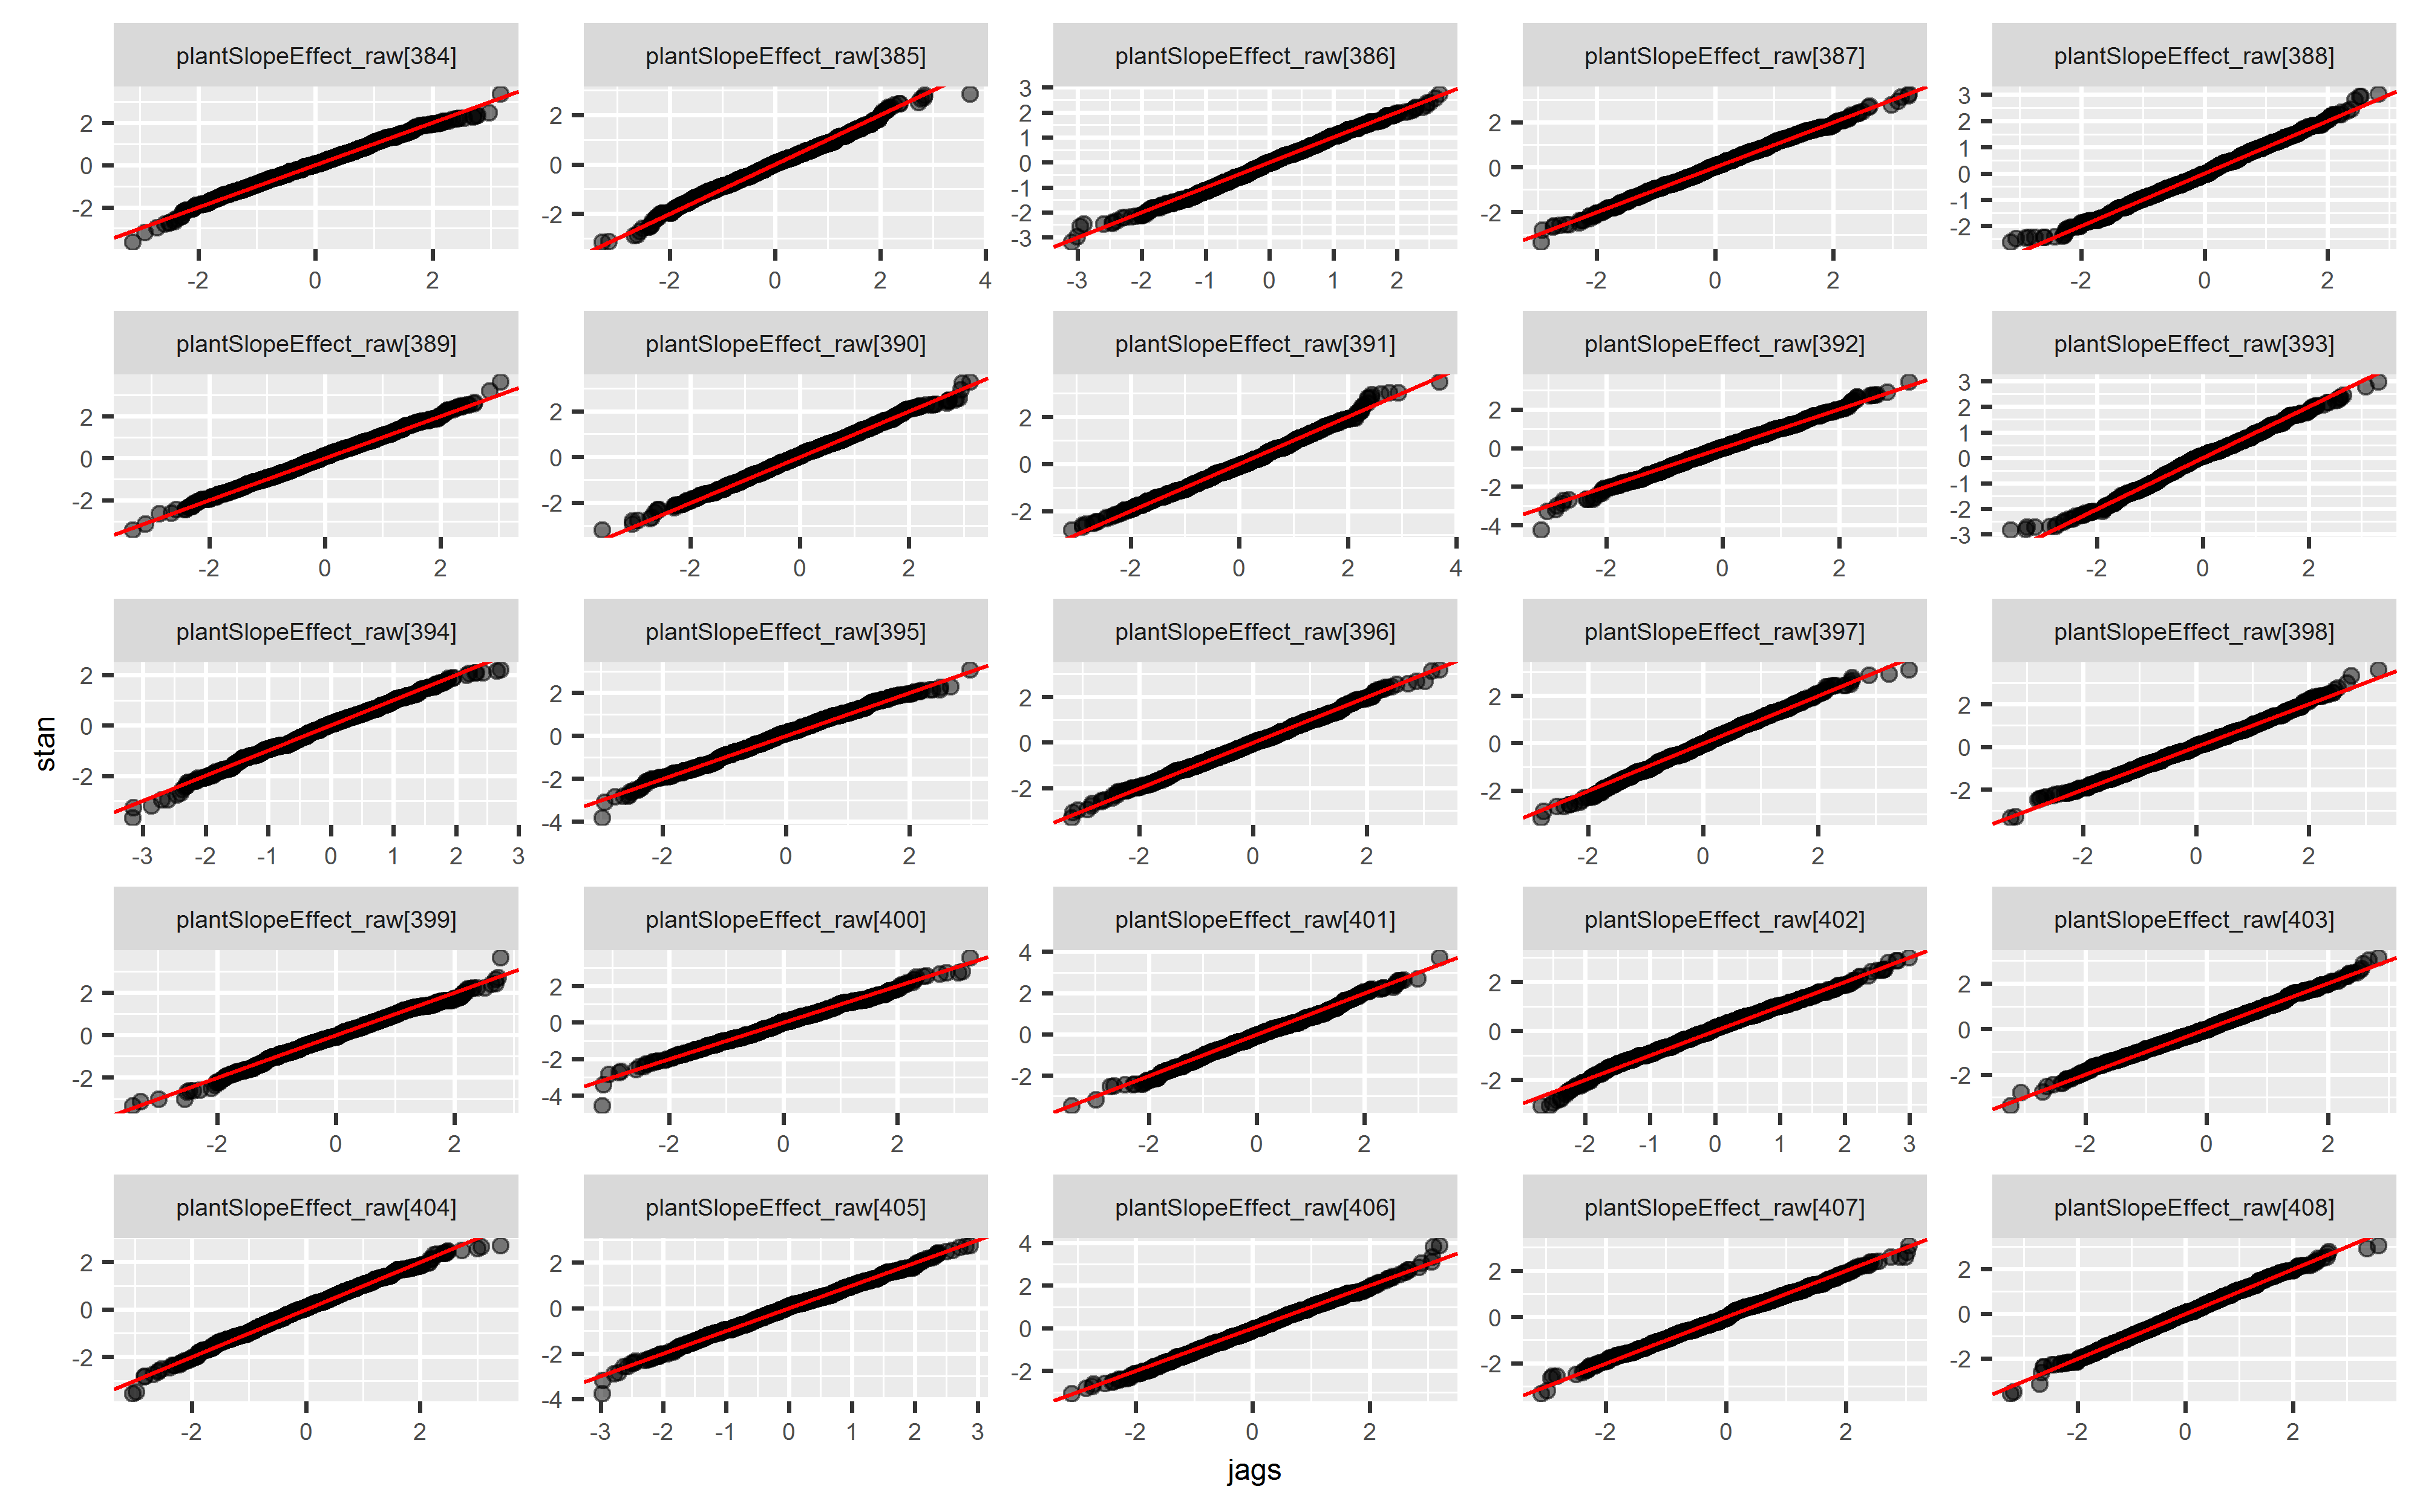 plantSlopeEffect_raw[384] plantSlopeEffect_raw[385] plantSlopeEffect_raw[386] plantSlopeEffect_raw[387] plantSlopeEffect_raw[388]
3 3
2 2 2 2 2
1 1
0 0 0 0 0
-1 -1
-2 -2 -2 -2 -2
-3
-2 0 2 -2 0 2 4 -3 -2 -1 0 1 2 -2 0 2 -2 0 2
plantSlopeEffect_raw[389] plantSlopeEffect_raw[390] plantSlopeEffect_raw[391] plantSlopeEffect_raw[392] plantSlopeEffect_raw[393]
3
2 2 2 2 2
1
0 0 0 0 0
-1
-2 -2 -2 -2 -2
-4 -3
-2 0 2 -2 0 2 -2 0 2 4 -2 0 2 -2 0 2
plantSlopeEffect_raw[394] plantSlopeEffect_raw[395] plantSlopeEffect_raw[396] plantSlopeEffect_raw[397] plantSlopeEffect_raw[398]
2 2 2 2 2
0 0 0 0 0
-2 -2 -2 -2 -2
-4
-3 -2 -1 0 1 2 3 -2 0 2 -2 0 2 -2 0 2 -2 0 2
stan
plantSlopeEffect_raw[399] plantSlopeEffect_raw[400] plantSlopeEffect_raw[401] plantSlopeEffect_raw[402] plantSlopeEffect_raw[403]
4
2 2 2 2 2
0 0 0 0 0
-2 -2 -2 -2 -2
-4
-2 0 2 -2 0 2 -2 0 2 -2 -1 0 1 2 3 -2 0 2
plantSlopeEffect_raw[404] plantSlopeEffect_raw[405] plantSlopeEffect_raw[406] plantSlopeEffect_raw[407] plantSlopeEffect_raw[408]
4
2 2 2 2 2
0 0 0 0 0
-2 -2 -2 -2 -2
-4
-2 0 2 -3 -2 -1 0 1 2 3 -2 0 2 -2 0 2 -2 0 2
jags